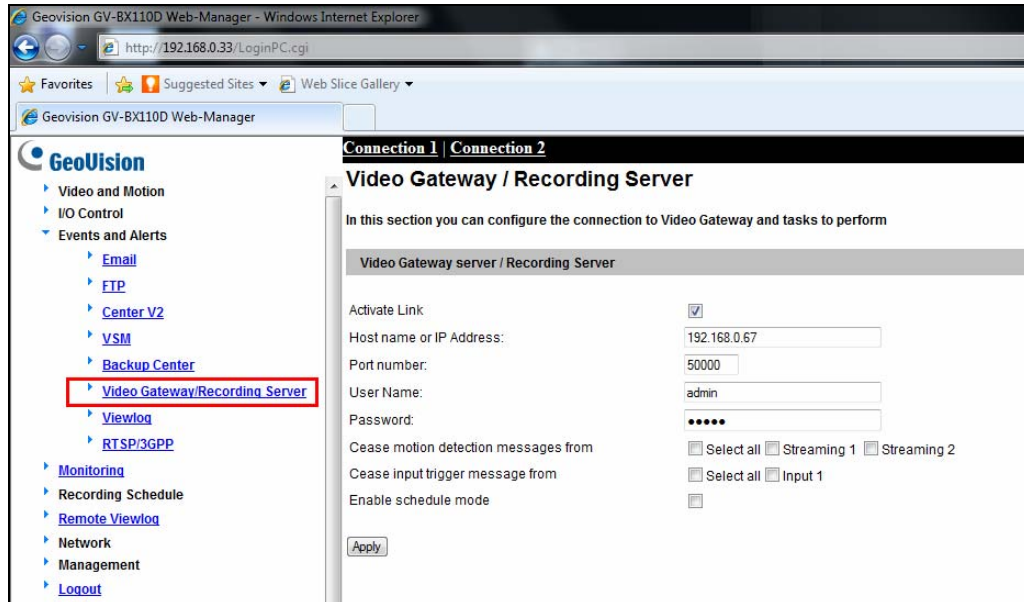 Geovision GV-BX110D Web-Manager - Windows Internet Explorer
http://192.168.0.33/LoginPC.cgi
Favorites Suggested Sites Web Slice Gallery
Geovision GV-BX110D Web-Manager
GeoVision
Video and Motion
I/O Control
Events and Alerts
Email
FTP
Center V2
VSM
Backup Center
Video Gateway/Recording Server
Viewlog
RTSP/3GPP
Monitoring
Recording Schedule
Remote Viewlog
Network
Management
Logout
Connection 1 | Connection 2
Video Gateway / Recording Server
In this section you can configure the connection to Video Gateway and tasks to perform
Video Gateway server / Recording Server
Activate Link
Host name or IP Address: 192.168.0.67
Port number: 50000
User Name: admin
Password: •••••
Cease motion detection messages from Select all Streaming 1 Streaming 2
Cease input trigger message from Select all Input 1
Enable schedule mode
Apply